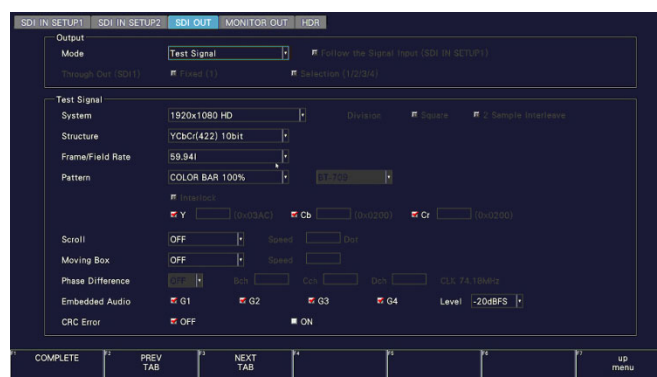 SDI IN SETUP1 SDI IN SETUP2 SDI OUT MONITOR OUT HDR
Output
Mode Test Signal Follow the Signal Input (SDI IN SETUP1)
Through Out (SDI1) Fixed (1) Selection (1/2/3/4)
Test Signal
System 1920x1080 HD Division Square 2 Sample Interleave
Structure YCbCr(422) 10bit
Frame/Field Rate 59.94I
Pattern COLOR BAR 100% BT-709
Interlock
Y (0x03AC) Cb (0x0200) Cr (0x0200)
Scroll OFF Speed Dot
Moving Box OFF Speed
Phase Difference OFF Bch Cch Dch CLK 74.18MHz
Embedded Audio G1 G2 G3 G4 Level -20dBFS
CRC Error OFF ON
F1 COMPLETE F2 PREV TAB F3 NEXT TAB F4 F5 F6 F7 up menu